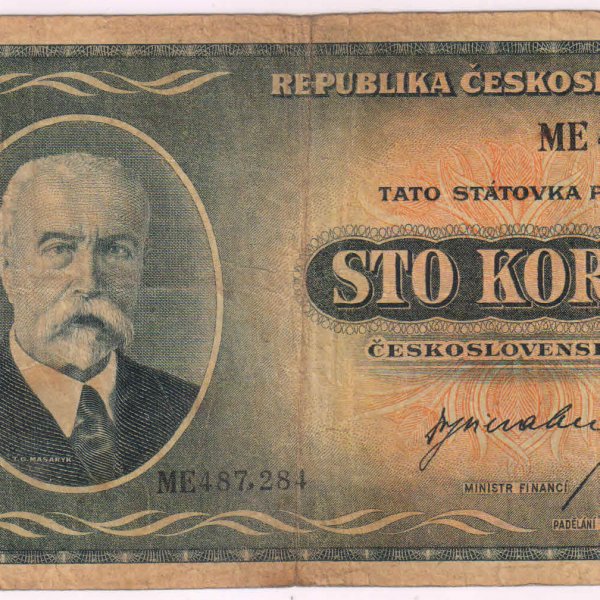 REPUBLIKA ČESKOS
ME
TATO STÁTOVKA
STO KOR
ČESKOSLOVENS
T. G. MASARYK
ME487,284
MINISTR FINANCÍ
PADĚLÁNÍ